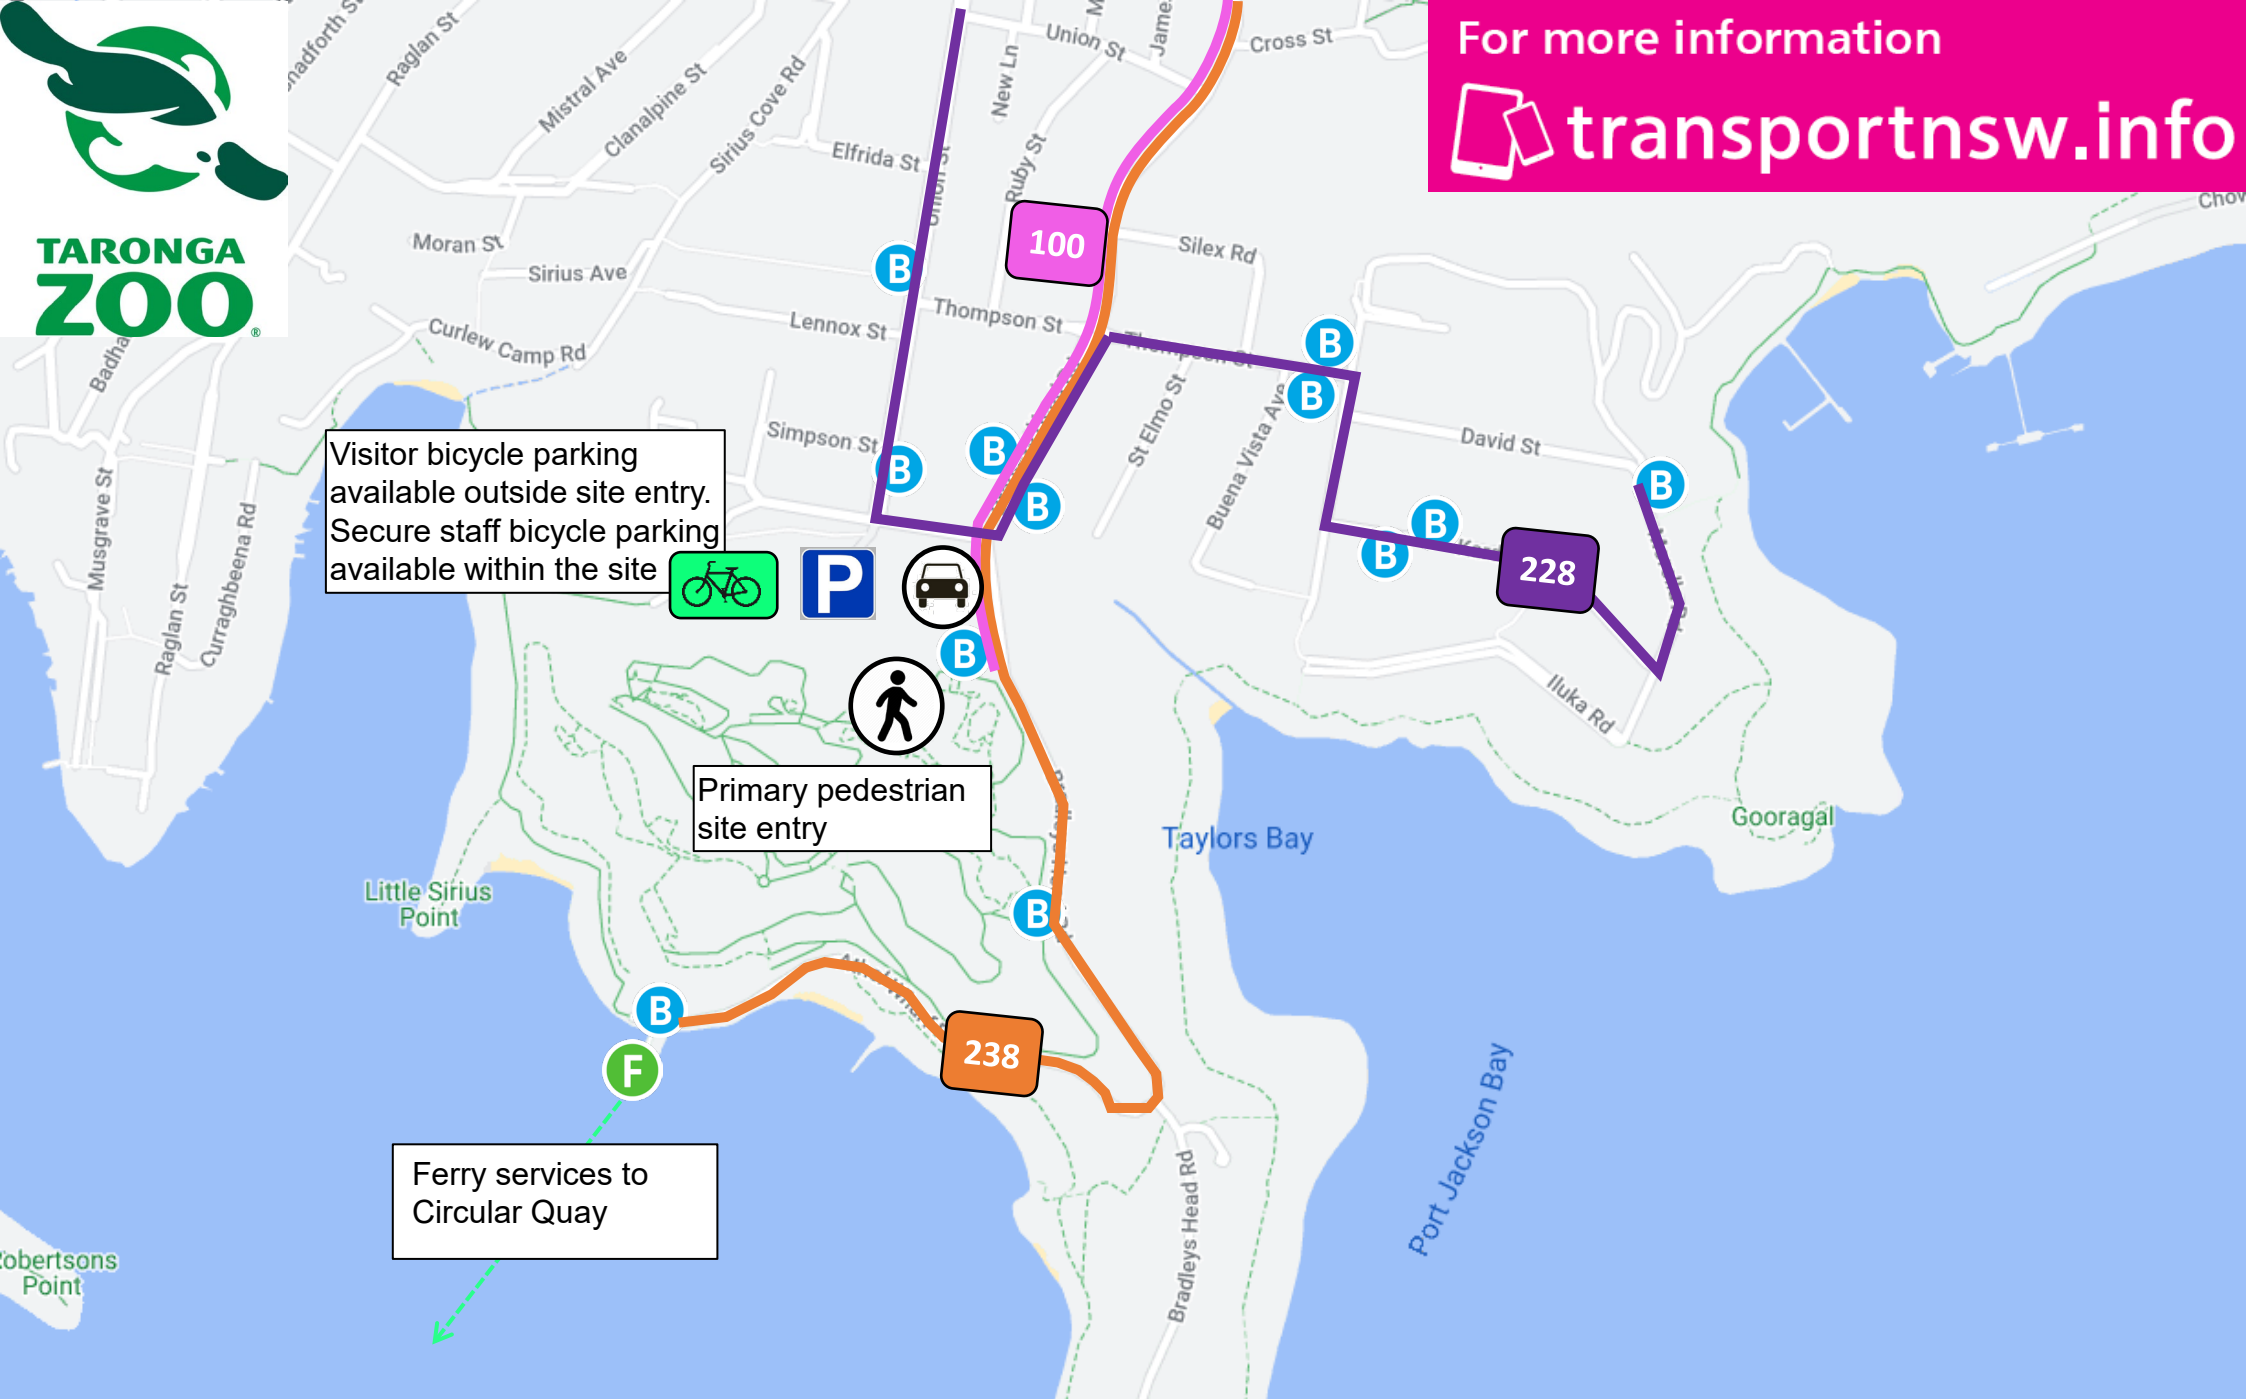 For more information
transportnsw.info
TARONGA
ZOO
®
Raglan St
Mistral Ave
Clanalpine St
Sirius Cove Rd
Elfrida St
Union St
New Ln
Union St
Cross St
Ruby St
Moran St
Sirius Ave
Lennox St
Thompson St
Silex Rd
100
Curlew Camp Rd
Thompson St
Simpson St
St Elmo St
Buena Vista Ave
David St
B
B
B
B
B
B
B
B
B
B
B
B
B
Visitor bicycle parking
available outside site entry.
Secure staff bicycle parking
available within the site
P
228
Musgrave St
Raglan St
Curraghbeena Rd
Iluka Rd
Primary pedestrian
site entry
Taylors Bay
Gooragal
Little Sirius
Point
238
F
Ferry services to
Circular Quay
Port Jackson Bay
Bradleys Head Rd
Point